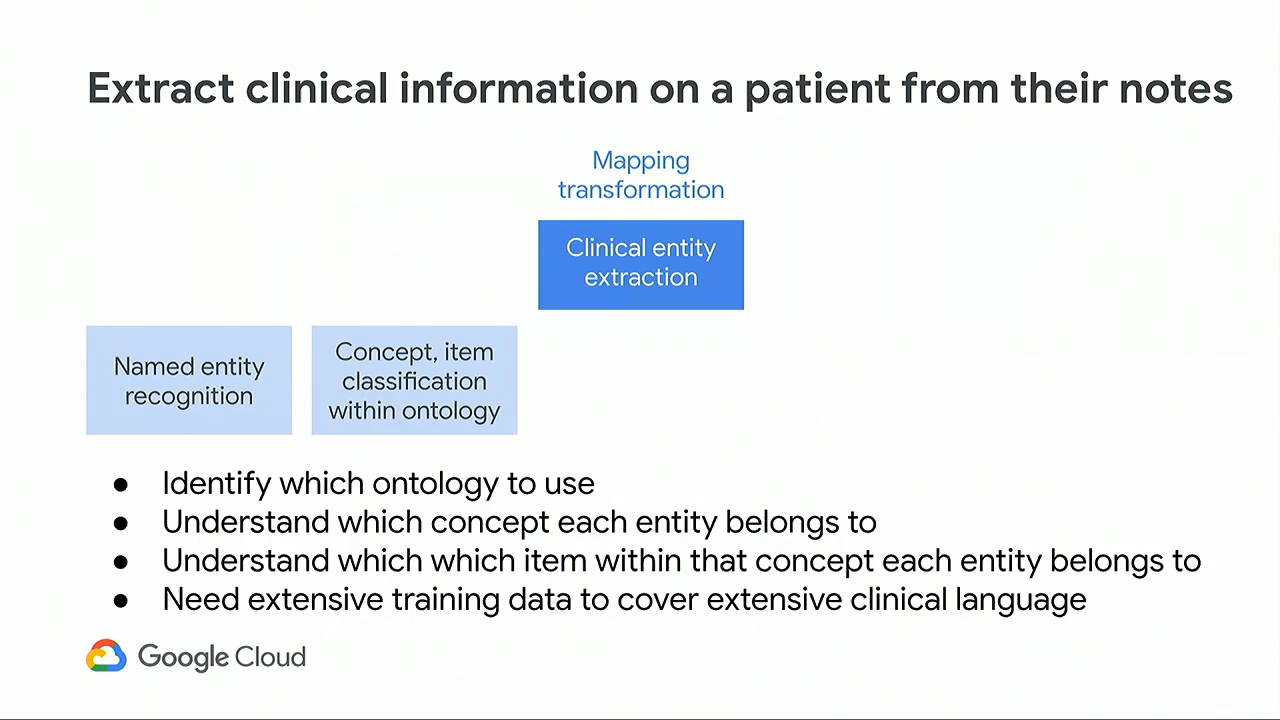 Extract clinical information on a patient from their notes
Mapping
transformation
Clinical entity
extraction
Named entity
recognition
Concept, item
classification
within ontology
● Identify which ontology to use
● Understand which concept each entity belongs to
● Understand which which item within that concept each entity belongs to
● Need extensive training data to cover extensive clinical language
Google Cloud